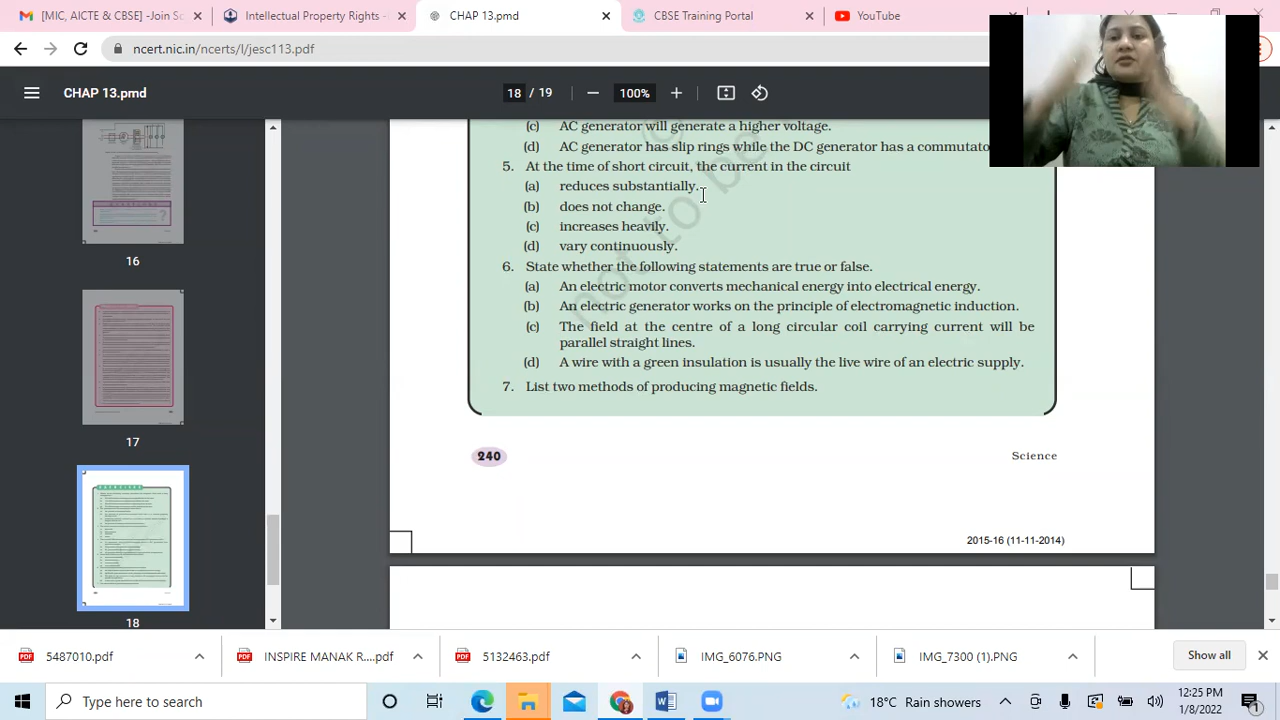 [MIC, AICTE & CBSE] -Join S
Intellectual Property Rights -
CHAP 13.pmd
CBSE Training Portal
YouTube
ncert.nic.in/ncerts/l/jesc113.pdf
CHAP 13.pmd
18 / 19
100%
(c) AC generator will generate a higher voltage.
(d) AC generator has slip rings while the DC generator has a commutato
5. At the time of short circuit, the current in the circuit
(a) reduces substantially.
(b) does not change.
(c) increases heavily.
(d) vary continuously.
6. State whether the following statements are true or false.
(a) An electric motor converts mechanical energy into electrical energy.
(b) An electric generator works on the principle of electromagnetic induction.
(c) The field at the centre of a long circular coil carrying current will be
parallel straight lines.
(d) A wire with a green insulation is usually the live wire of an electric supply.
7. List two methods of producing magnetic fields.
not to be
240
Science
2015-16 (11-11-2014)
16
17
18
5487010.pdf
INSPIRE MANAK R....pdf
5132463.pdf
IMG_6076.PNG
IMG_7300 (1).PNG
Show all
Type here to search
18°C Rain showers
12:25 PM
1/8/2022